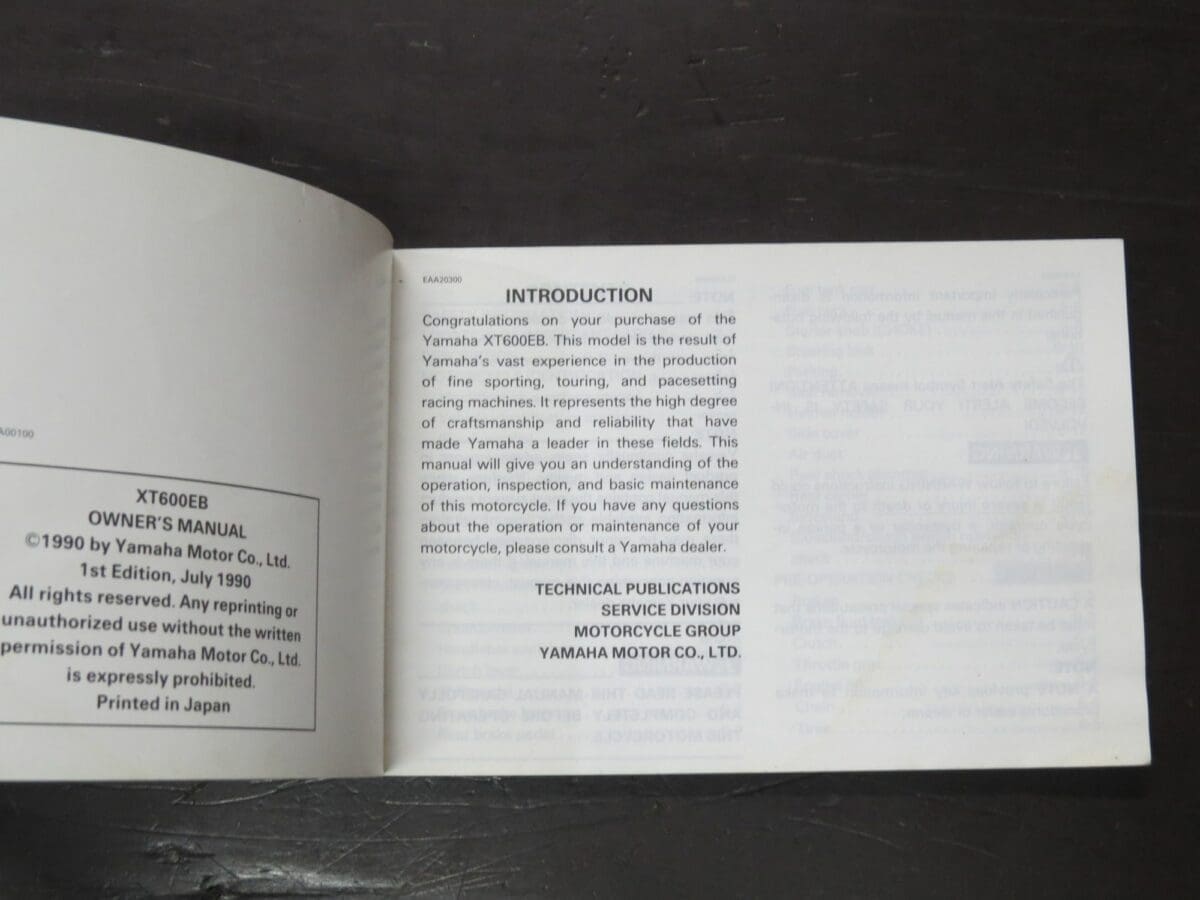 A00100
XT600EB
OWNER'S MANUAL
©1990 by Yamaha Motor Co., Ltd.
1st Edition, July 1990
All rights reserved. Any reprinting or
unauthorized use without the written
permission of Yamaha Motor Co., Ltd.
is expressly prohibited.
Printed in Japan
EAA20300
INTRODUCTION
Congratulations on your purchase of the
Yamaha XT600EB. This model is the result of
Yamaha's vast experience in the production
of fine sporting, touring, and pacesetting
racing machines. It represents the high degree
of craftsmanship and reliability that have
made Yamaha a leader in these fields. This
manual will give you an understanding of the
operation, inspection, and basic maintenance
of this motorcycle. If you have any questions
about the operation or maintenance of your
motorcycle, please consult a Yamaha dealer.
TECHNICAL PUBLICATIONS
SERVICE DIVISION
MOTORCYCLE GROUP
YAMAHA MOTOR CO., LTD.